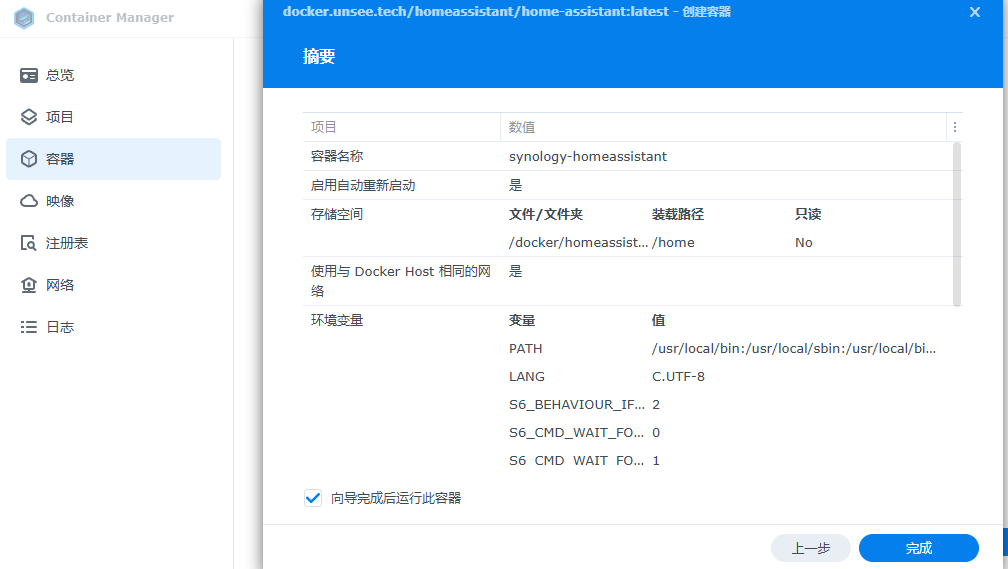 Container Manager
总览
项目
容器
映像
注册表
网络
日志
docker.unsee.tech/homeassistant/home-assistant:latest - 创建容器
摘要
项目 数值
容器名称 synology-homeassistant
启用自动重新启动 是
存储空间 文件/文件夹 装载路径 只读
/docker/homeassist... /home No
使用与 Docker Host 相同的网 是
络
环境变量 变量 值
PATH /usr/local/bin:/usr/local/sbin:/usr/local/bi...
LANG C.UTF-8
S6_BEHAVIOUR_IF... 2
S6_CMD_WAIT_FO... 0
S6_CMD_WAIT_FO... 1
向导完成后运行此容器
上一步 完成